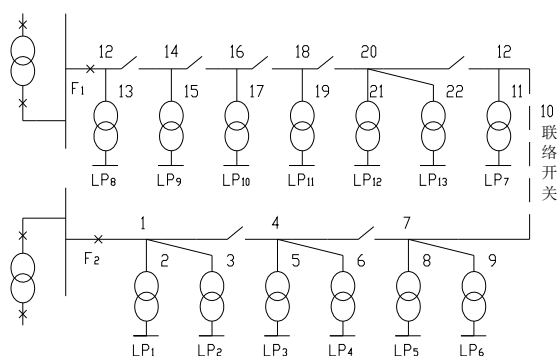 12 14 16 18 20 12
F1 13 15 17 19 21 22 11
10
联
络
开
关
LP8 LP9 LP10 LP11 LP12 LP13 LP7
1 4 7
F2 2 3 5 6 8 9
LP1 LP2 LP3 LP4 LP5 LP6